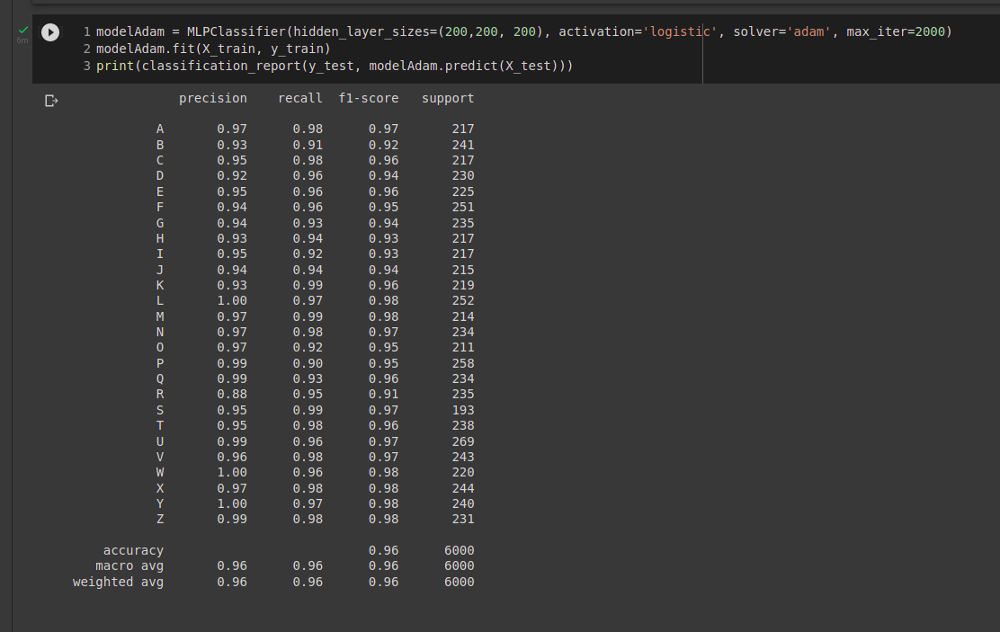 6m
1 modelAdam = MLPClassifier(hidden_layer_sizes=(200,200, 200), activation='logistic', solver='adam', max_iter=2000)
2 modelAdam.fit(X_train, y_train)
3 print(classification_report(y_test, modelAdam.predict(X_test)))
precision recall f1-score support
A 0.97 0.98 0.97 217
B 0.93 0.91 0.92 241
C 0.95 0.98 0.96 217
D 0.92 0.96 0.94 230
E 0.95 0.96 0.96 225
F 0.94 0.96 0.95 251
G 0.94 0.93 0.94 235
H 0.93 0.94 0.93 217
I 0.95 0.92 0.93 217
J 0.94 0.94 0.94 215
K 0.93 0.99 0.96 219
L 1.00 0.97 0.98 252
M 0.97 0.99 0.98 214
N 0.97 0.98 0.97 234
O 0.97 0.92 0.95 211
P 0.99 0.90 0.95 258
Q 0.99 0.93 0.96 234
R 0.88 0.95 0.91 235
S 0.95 0.99 0.97 193
T 0.95 0.98 0.96 238
U 0.99 0.96 0.97 269
V 0.96 0.98 0.97 243
W 1.00 0.96 0.98 220
X 0.97 0.98 0.98 244
Y 1.00 0.97 0.98 240
Z 0.99 0.98 0.98 231
accuracy 0.96 6000
macro avg 0.96 0.96 0.96 6000
weighted avg 0.96 0.96 0.96 6000